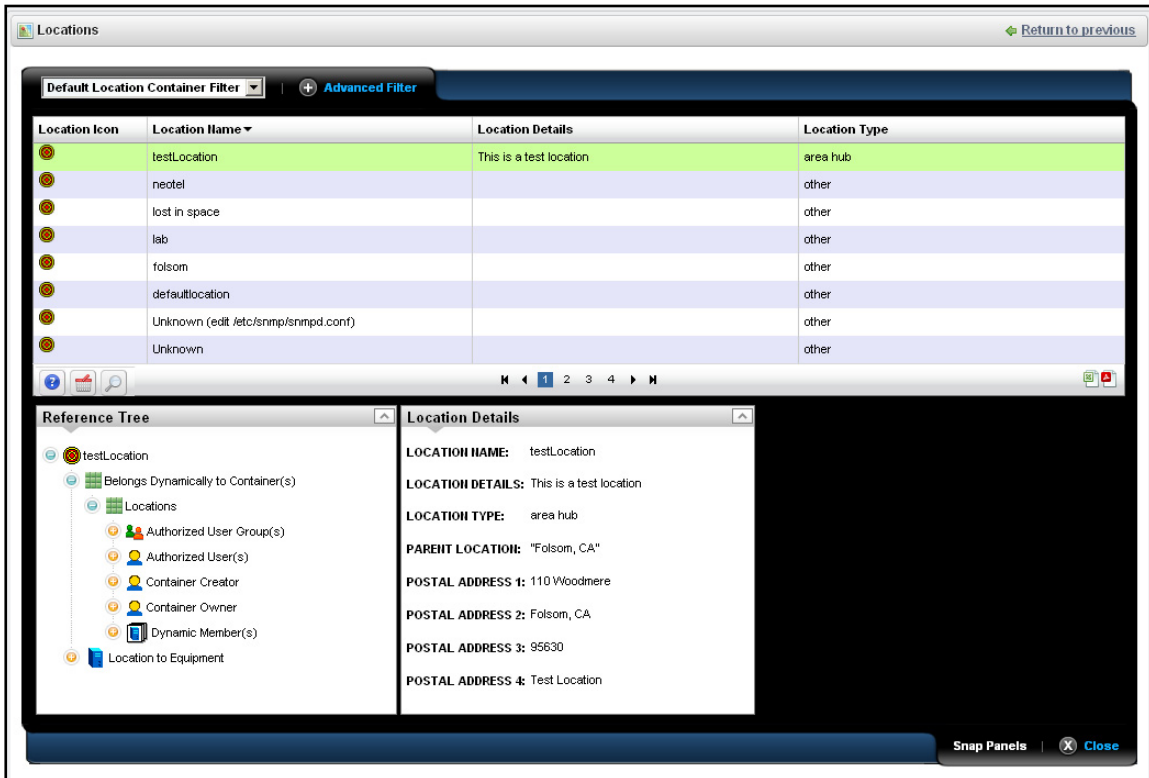 Locations
Return to previous
Default Location Container Filter | Advanced Filter
Location Icon Location Name Location Details Location Type
testLocation This is a test location area hub
neotel other
lost in space other
lab other
folsom other
defaultlocation other
Unknown (edit /etc/snmp/snmpd.conf) other
Unknown other
1 2 3 4
Reference Tree
testLocation
Belongs Dynamically to Container(s)
Locations
Authorized User Group(s)
Authorized User(s)
Container Creator
Container Owner
Dynamic Member(s)
Location to Equipment
Location Details
LOCATION NAME: testLocation
LOCATION DETAILS: This is a test location
LOCATION TYPE: area hub
PARENT LOCATION: "Folsom, CA"
POSTAL ADDRESS 1: 110 Woodmere
POSTAL ADDRESS 2: Folsom, CA
POSTAL ADDRESS 3: 95630
POSTAL ADDRESS 4: Test Location
Snap Panels | X Close